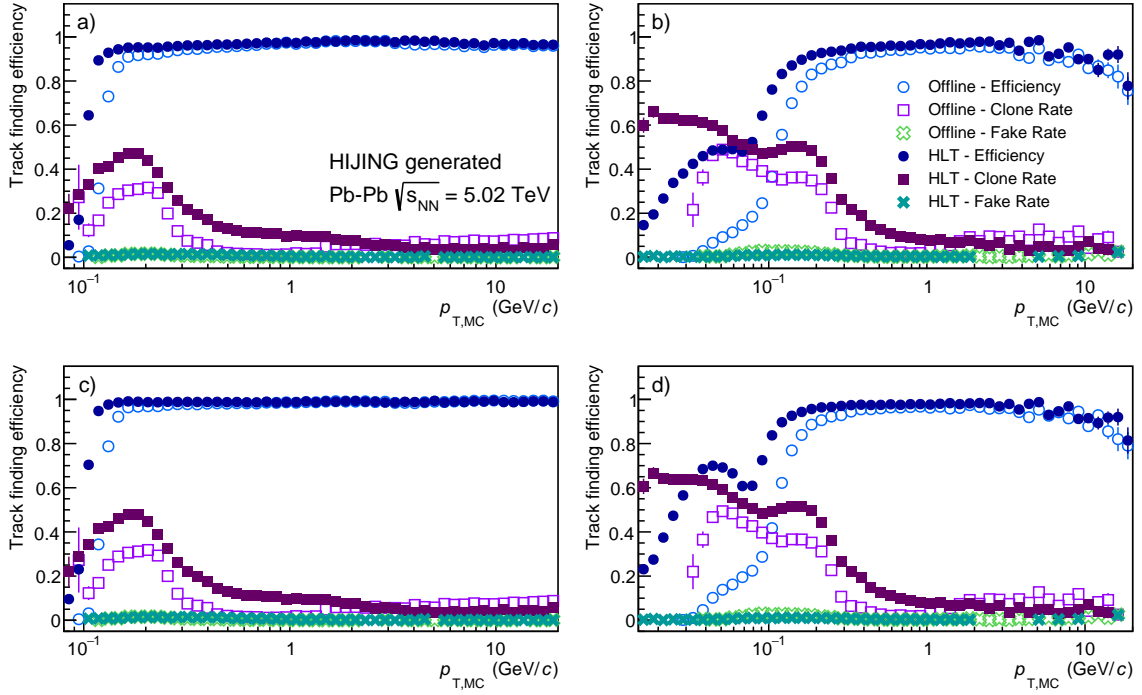 a)
Track finding efficiency
1
0.8
0.6
0.4
0.2
0
HIJING generated
Pb-Pb √s_NN = 5.02 TeV
10⁻¹
1
10
p_T,MC (GeV/c)
b)
Track finding efficiency
1
0.8
0.6
0.4
0.2
0
Offline - Efficiency
Offline - Clone Rate
Offline - Fake Rate
HLT - Efficiency
HLT - Clone Rate
HLT - Fake Rate
10⁻¹
1
10
p_T,MC (GeV/c)
c)
Track finding efficiency
1
0.8
0.6
0.4
0.2
0
10⁻¹
1
10
p_T,MC (GeV/c)
d)
Track finding efficiency
1
0.8
0.6
0.4
0.2
0
10⁻¹
1
10
p_T,MC (GeV/c)